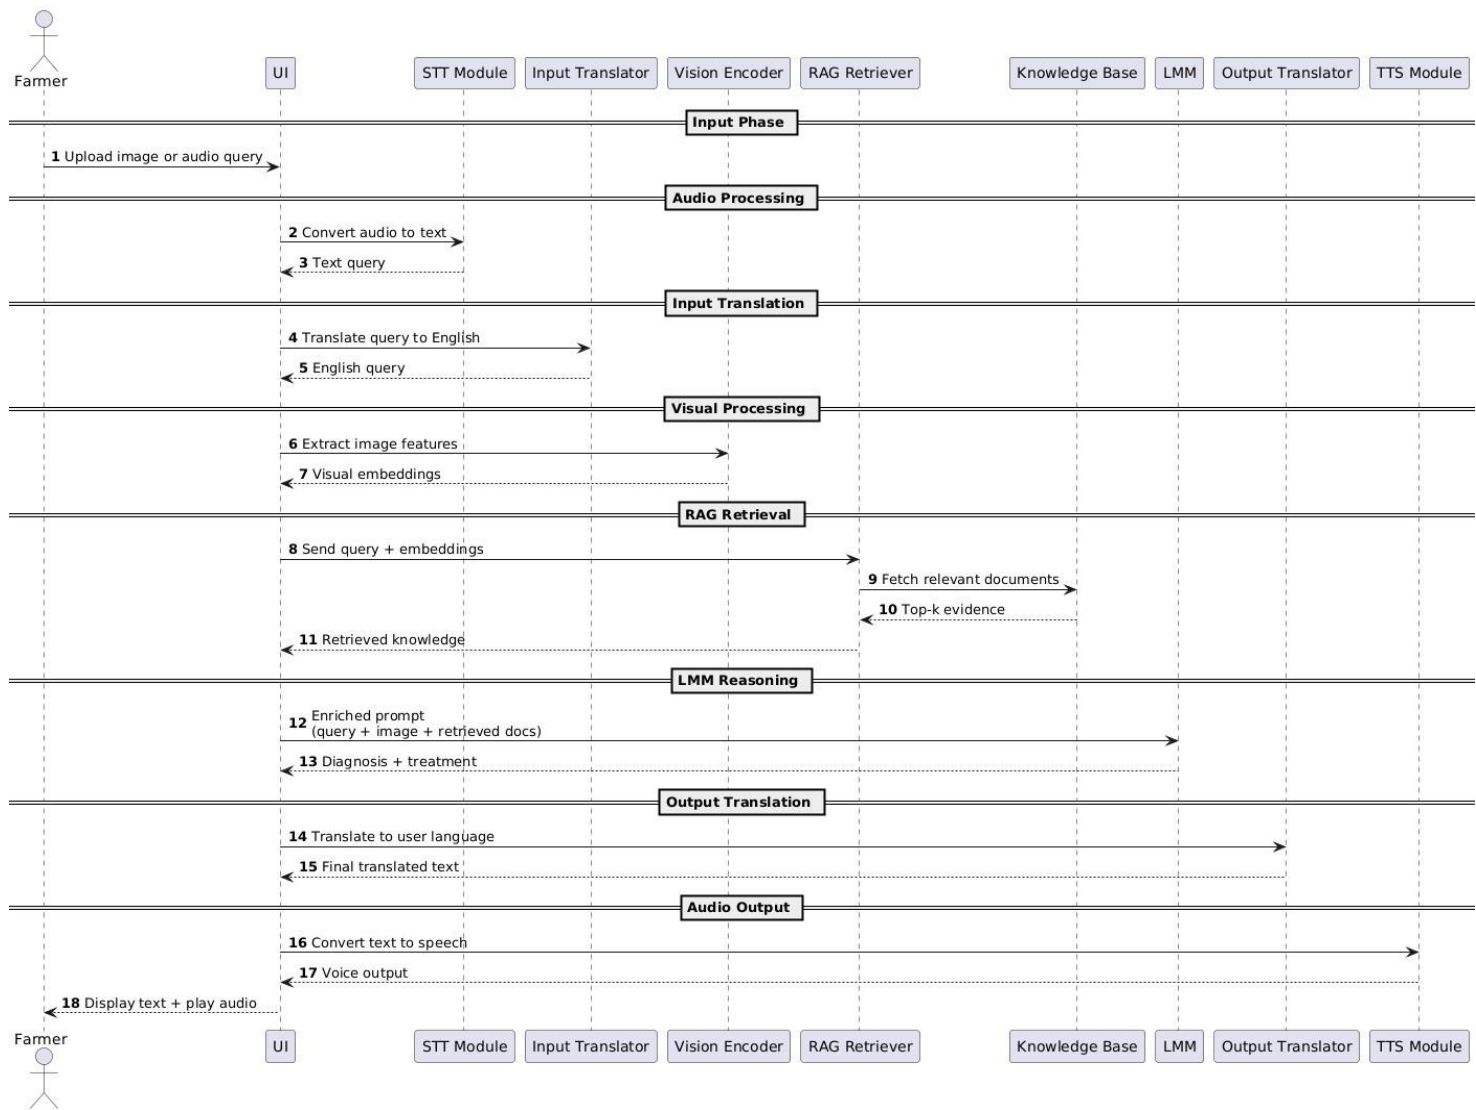 Farmer
UI
STT Module
Input Translator
Vision Encoder
RAG Retriever
Knowledge Base
LMM
Output Translator
TTS Module
Input Phase
1 Upload image or audio query
Audio Processing
2 Convert audio to text
3 Text query
Input Translation
4 Translate query to English
5 English query
Visual Processing
6 Extract image features
7 Visual embeddings
RAG Retrieval
8 Send query + embeddings
9 Fetch relevant documents
10 Top-k evidence
11 Retrieved knowledge
LMM Reasoning
12 Enriched prompt
(query + image + retrieved docs)
13 Diagnosis + treatment
Output Translation
14 Translate to user language
15 Final translated text
Audio Output
16 Convert text to speech
17 Voice output
18 Display text + play audio
Farmer
UI
STT Module
Input Translator
Vision Encoder
RAG Retriever
Knowledge Base
LMM
Output Translator
TTS Module